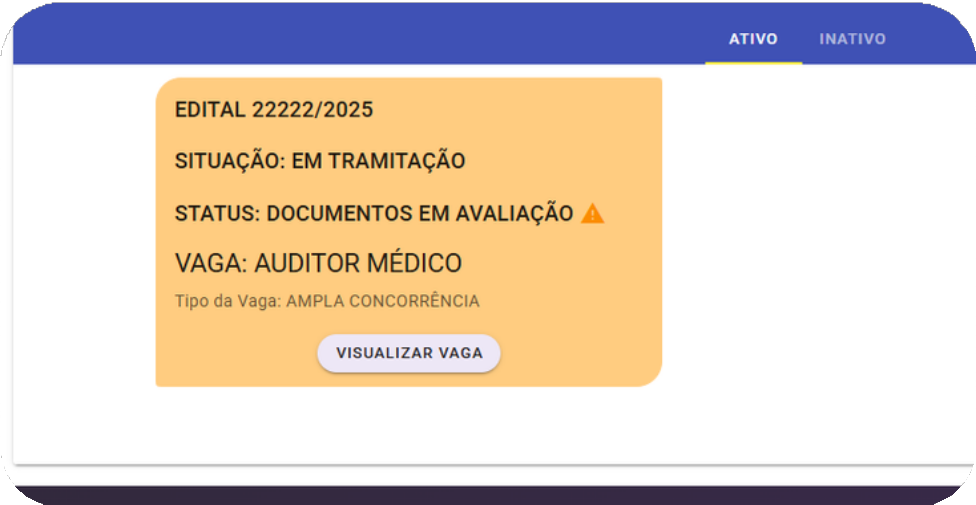 ATIVO INATIVO
EDITAL 22222/2025
SITUAÇÃO: EM TRAMITAÇÃO
STATUS: DOCUMENTOS EM AVALIAÇÃO
VAGA: AUDITOR MÉDICO
Tipo da Vaga: AMPLA CONCORRÊNCIA
VISUALIZAR VAGA